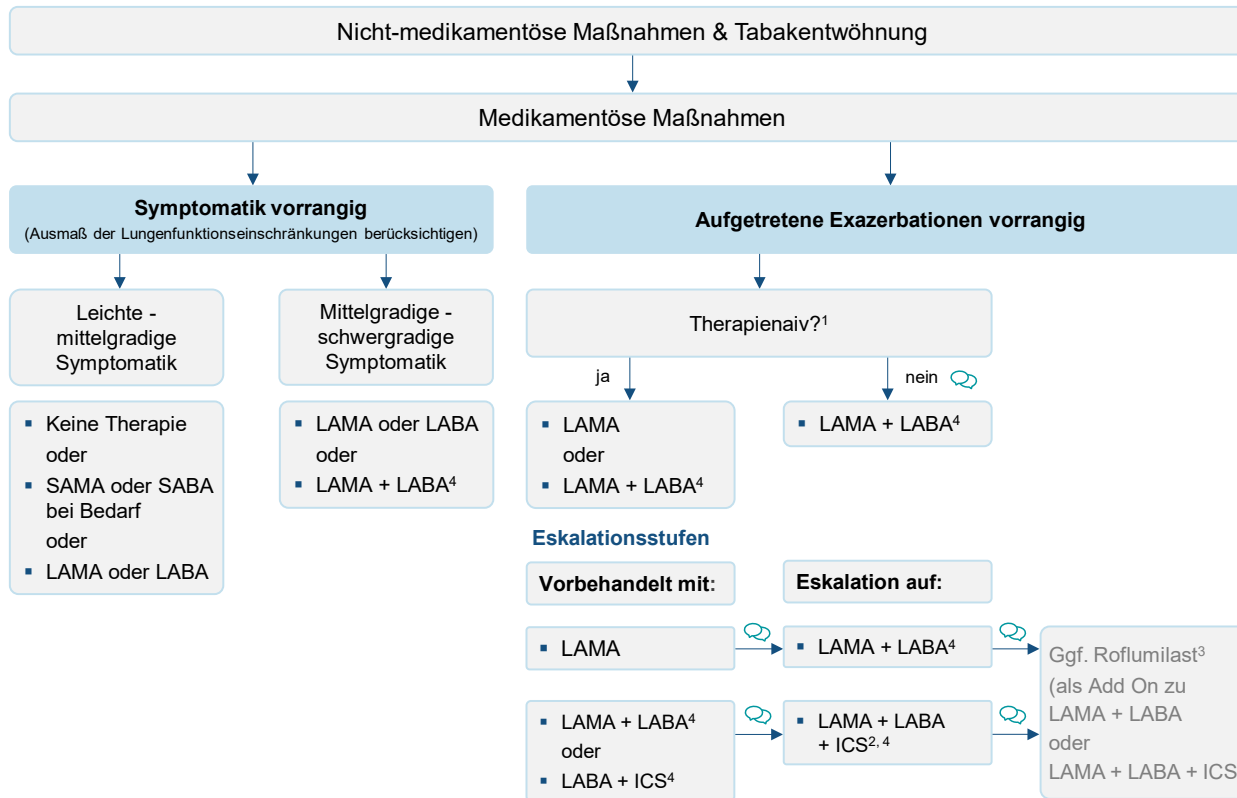 Nicht-medikamentöse Maßnahmen & Tabakentwöhnung
Medikamentöse Maßnahmen
Symptomatik vorrangig
(Ausmaß der Lungenfunktionseinschränkungen berücksichtigen)
Leichte -
mittelgradige
Symptomatik
▪ Keine Therapie
oder
▪ SAMA oder SABA
bei Bedarf
oder
▪ LAMA oder LABA
Mittelgradige -
schwergradige
Symptomatik
▪ LAMA oder LABA
oder
▪ LAMA + LABA⁴
Aufgetretene Exazerbationen vorrangig
Therapienaiv?¹
ja
nein
▪ LAMA
oder
▪ LAMA + LABA⁴
▪ LAMA + LABA⁴
Eskalationsstufen
Vorbehandelt mit:
Eskalation auf:
▪ LAMA
▪ LAMA + LABA⁴
▪ LAMA + LABA⁴
oder
▪ LABA + ICS⁴
▪ LAMA + LABA
+ ICS²,⁴
Ggf. Roflumilast³
(als Add On zu
LAMA + LABA
oder
LAMA + LABA + ICS